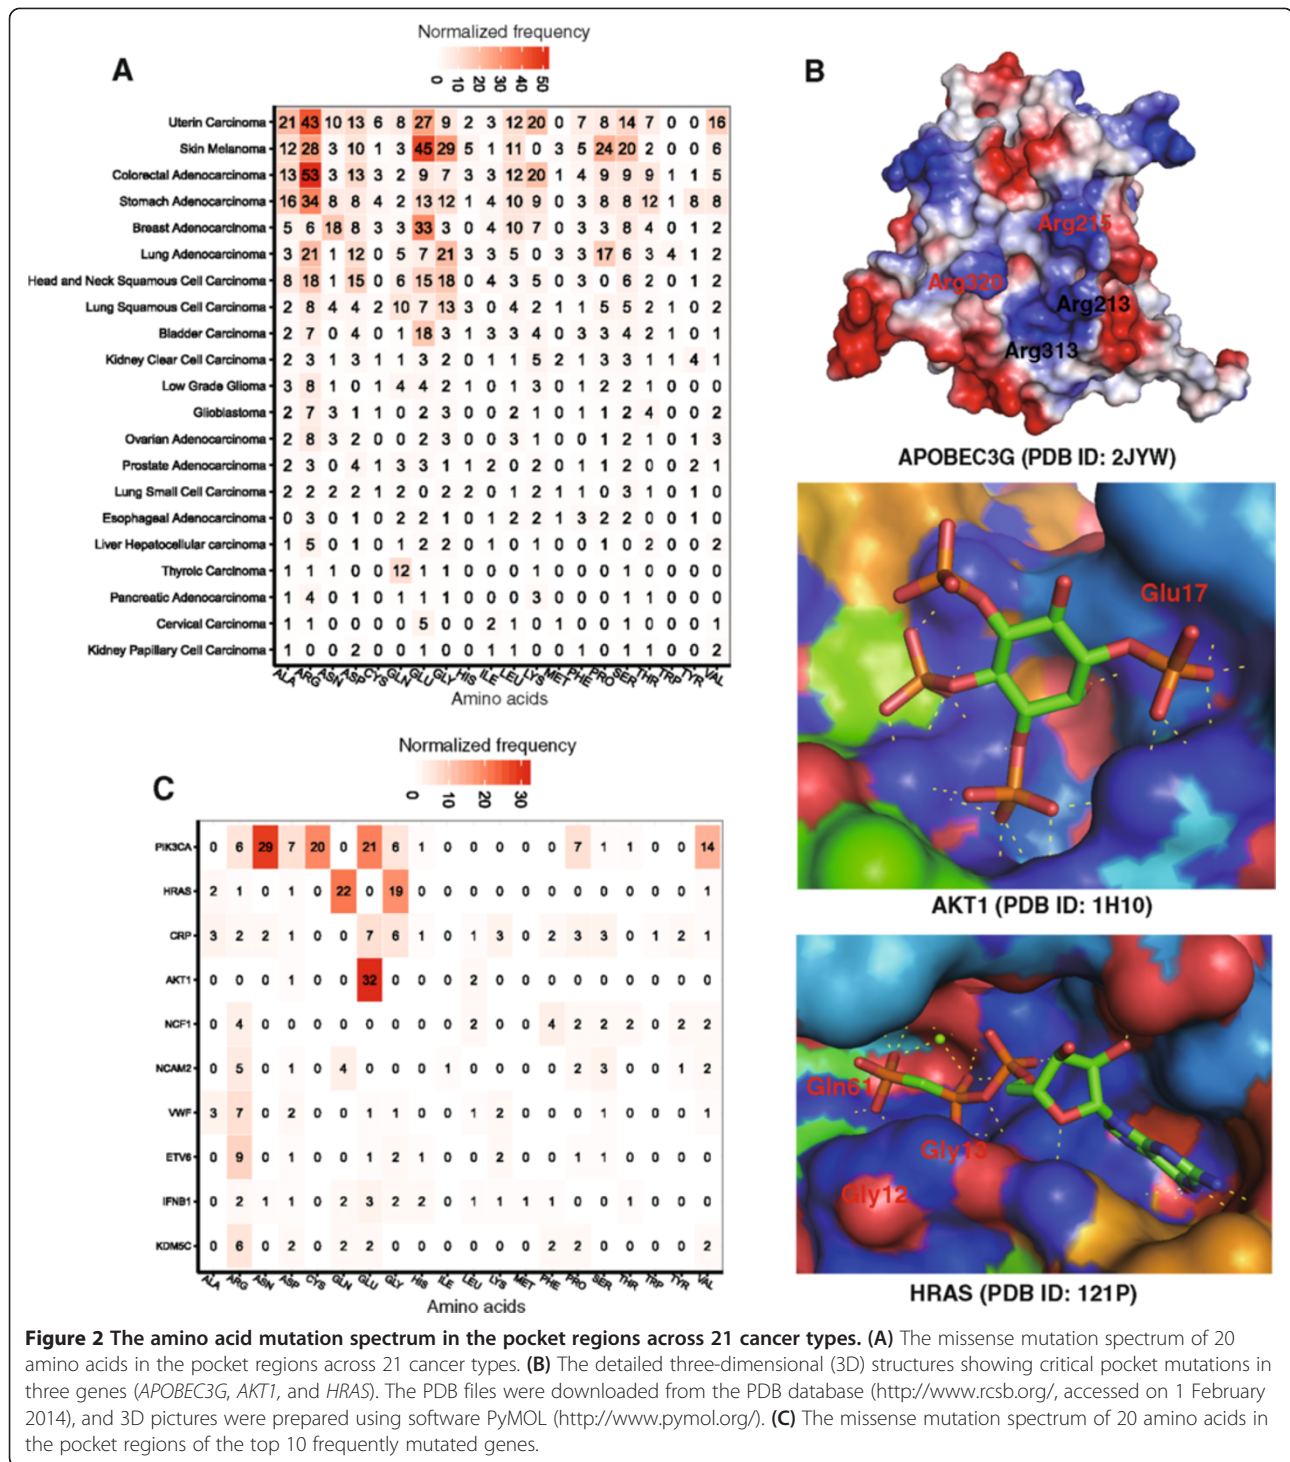 Normalized frequency
0 10 20 30 40 50
A
Uterin Carcinoma 21 43 10 13 6 8 27 9 2 3 12 20 0 7 8 14 7 0 0 16
Skin Melanoma 12 28 3 10 1 3 45 29 5 1 11 0 3 5 24 20 2 0 0 6
Colorectal Adenocarcinoma 13 53 3 13 3 2 9 7 3 3 12 20 1 4 9 9 9 1 1 5
Stomach Adenocarcinoma 16 34 8 8 4 2 13 12 1 4 10 9 0 3 8 8 12 1 8 8
Breast Adenocarcinoma 5 6 18 8 3 3 33 3 0 4 10 7 0 3 3 8 4 0 1 2
Lung Adenocarcinoma 3 21 1 12 0 5 7 21 3 3 5 0 3 3 17 6 3 4 1 2
Head and Neck Squamous Cell Carcinoma 8 18 1 15 0 6 15 18 0 4 3 5 0 3 0 6 2 0 1 2
Lung Squamous Cell Carcinoma 2 8 4 4 2 10 7 13 3 0 4 2 1 1 5 5 2 1 0 2
Bladder Carcinoma 2 7 0 4 0 1 18 3 1 3 3 4 0 3 3 4 2 1 0 1
Kidney Clear Cell Carcinoma 2 3 1 3 1 1 3 2 0 1 1 5 2 1 3 3 1 1 4 1
Low Grade Glioma 3 8 1 0 1 4 4 2 1 0 1 3 0 1 2 2 1 0 0 0
Glioblastoma 2 7 3 1 1 0 2 3 0 0 2 1 0 1 1 2 4 0 0 2
Ovarian Adenocarcinoma 2 8 3 2 0 0 2 3 0 0 3 1 0 0 1 2 1 0 1 3
Prostate Adenocarcinoma 2 3 0 4 1 3 3 1 1 2 0 2 0 1 1 2 0 0 2 1
Lung Small Cell Carcinoma 2 2 2 2 1 2 0 2 2 0 1 2 1 1 0 3 1 0 1 0
Esophageal Adenocarcinoma 0 3 0 1 0 2 2 1 0 1 2 2 1 3 2 2 0 0 1 0
Liver Hepatocellular carcinoma 1 5 0 1 0 1 2 2 0 1 0 1 0 0 1 0 2 0 0 2
Thyroic Carcinoma 1 1 1 0 0 12 1 1 0 0 0 1 0 0 0 1 0 0 0 0
Pancreatic Adenocarcinoma 1 4 0 1 0 1 1 1 0 0 0 3 0 0 0 1 1 0 0 0
Cervical Carcinoma 1 1 0 0 0 0 5 0 0 2 1 0 1 0 0 1 0 0 0 1
Kidney Papillary Cell Carcinoma 1 0 0 2 0 0 1 1 0 1 1 0 0 1 0 1 1 0 0 2
ALA ARG ASN ASP CYS GLN GLU GLY HIS ILE LEU LYS MET PHE PRO SER THR TRP TYR VAL
Amino acids
B
Arg215
Arg320
Arg213
Arg313
APOBEC3G (PDB ID: 2JYW)
Glu17
AKT1 (PDB ID: 1H10)
Gln61
Gly13
Gly12
HRAS (PDB ID: 121P)
Normalized frequency
0 10 20 30
C
PIK3CA 0 6 29 7 20 0 21 6 1 0 0 0 0 0 7 1 1 0 0 14
HRAS 2 1 0 1 0 22 0 19 0 0 0 0 0 0 0 0 0 0 0 1
CRP 3 2 2 1 0 0 7 6 1 0 1 3 0 2 3 3 0 1 2 1
AKT1 0 0 0 1 0 0 32 0 0 0 2 0 0 0 0 0 0 0 0 0
NCF1 0 4 0 0 0 0 0 0 0 0 2 0 0 4 2 2 2 0 2 2
NCAM2 0 5 0 1 0 4 0 0 0 1 0 0 0 0 2 3 0 0 1 2
VWF 3 7 0 2 0 0 1 1 0 0 1 2 0 0 0 1 0 0 0 1
ETV6 0 9 0 1 0 0 1 2 1 0 0 2 0 0 1 1 0 0 0 0
IFNB1 0 2 1 1 0 2 3 2 2 0 1 1 1 1 0 0 1 0 0 0
KDM5C 0 6 0 2 0 2 2 0 0 0 0 0 0 2 2 0 0 0 0 2
ALA ARG ASN ASP CYS GLN GLU GLY HIS ILE LEU LYS MET PHE PRO SER THR TRP TYR VAL
Amino acids
Figure 2 The amino acid mutation spectrum in the pocket regions across 21 cancer types. (A) The missense mutation spectrum of 20
amino acids in the pocket regions across 21 cancer types. (B) The detailed three-dimensional (3D) structures showing critical pocket mutations in
three genes (APOBEC3G, AKT1, and HRAS). The PDB files were downloaded from the PDB database (http://www.rcsb.org/, accessed on 1 February
2014), and 3D pictures were prepared using software PyMOL (http://www.pymol.org/). (C) The missense mutation spectrum of 20 amino acids in
the pocket regions of the top 10 frequently mutated genes.